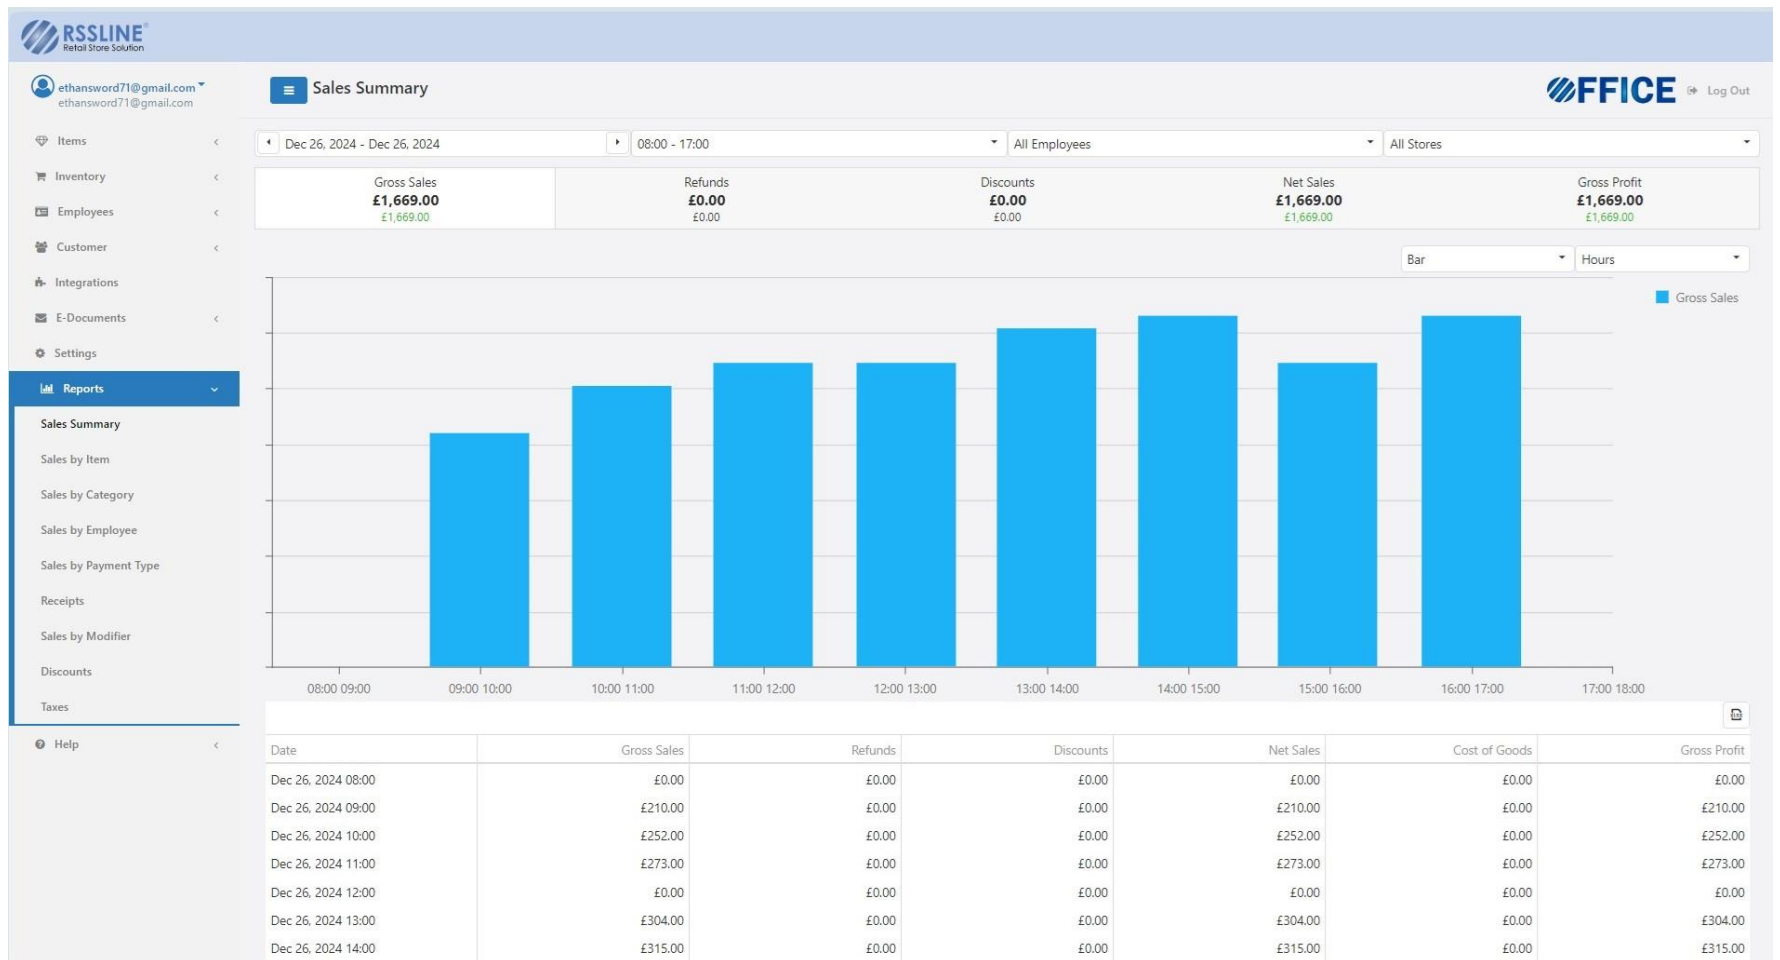 RSSLINE®
Retail Store Solution
ethansword71@gmail.com
ethansword71@gmail.com
Sales Summary
OFFICE
Log Out
Items
Inventory
Employees
Customer
Integrations
E-Documents
Settings
Reports
Sales Summary
Sales by Item
Sales by Category
Sales by Employee
Sales by Payment Type
Receipts
Sales by Modifier
Discounts
Taxes
Help
Dec 26, 2024 - Dec 26, 2024 08:00 - 17:00 All Employees All Stores
Gross Sales Refunds Discounts Net Sales Gross Profit
£1,669.00 £0.00 £0.00 £1,669.00 £1,669.00
£1,669.00 £0.00 £0.00 £1,669.00 £1,669.00
Bar Hours
Gross Sales
08:00 09:00 09:00 10:00 10:00 11:00 11:00 12:00 12:00 13:00 13:00 14:00 14:00 15:00 15:00 16:00 16:00 17:00 17:00 18:00
Date Gross Sales Refunds Discounts Net Sales Cost of Goods Gross Profit
Dec 26, 2024 08:00 £0.00 £0.00 £0.00 £0.00 £0.00 £0.00
Dec 26, 2024 09:00 £210.00 £0.00 £0.00 £210.00 £0.00 £210.00
Dec 26, 2024 10:00 £252.00 £0.00 £0.00 £252.00 £0.00 £252.00
Dec 26, 2024 11:00 £273.00 £0.00 £0.00 £273.00 £0.00 £273.00
Dec 26, 2024 12:00 £0.00 £0.00 £0.00 £0.00 £0.00 £0.00
Dec 26, 2024 13:00 £304.00 £0.00 £0.00 £304.00 £0.00 £304.00
Dec 26, 2024 14:00 £315.00 £0.00 £0.00 £315.00 £0.00 £315.00